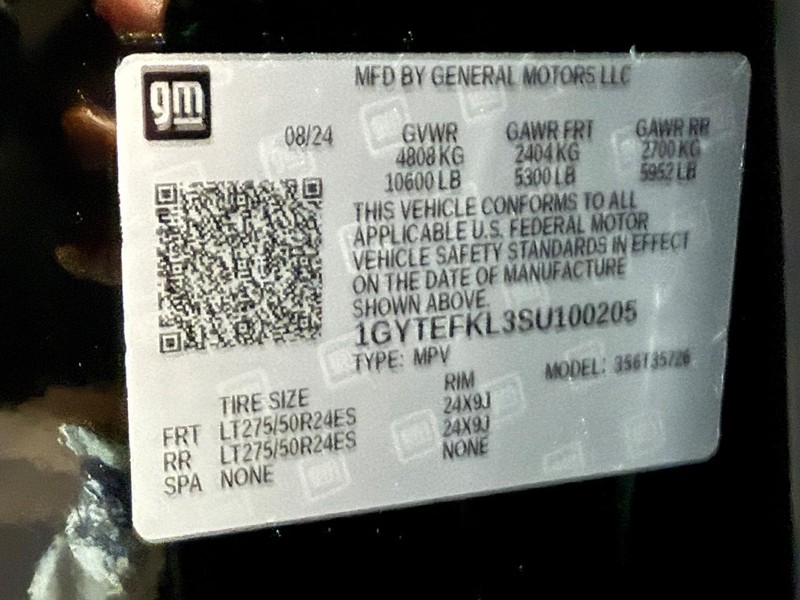 gm
MFD BY GENERAL MOTORS LLC
08/24 GVWR GAWR FRT GAWR RR
4808 KG 2404 KG 2700 KG
10600 LB 5300 LB 5952 LB
THIS VEHICLE CONFORMS TO ALL
APPLICABLE U.S. FEDERAL MOTOR
VEHICLE SAFETY STANDARDS IN EFFECT
ON THE DATE OF MANUFACTURE
SHOWN ABOVE.
1GYTEFKL3SU100205
TYPE: MPV MODEL:
TIRE SIZE RIM
FRT LT275/50R24ES 24X9J
RR LT275/50R24ES 24X9J
SPA NONE NONE